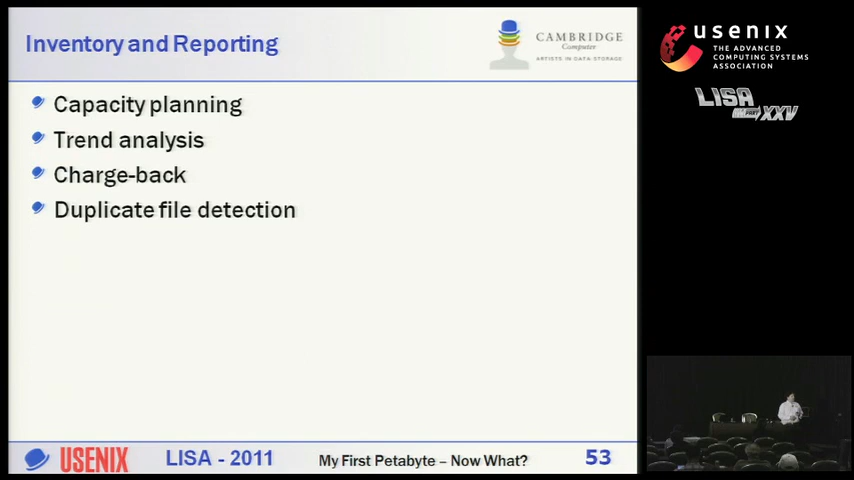 Inventory and Reporting
CAMBRIDGE
Computer
ARTISTS IN DATA STORAGE
Capacity planning
Trend analysis
Charge-back
Duplicate file detection
USENIX
LISA - 2011
My First Petabyte – Now What?
53
usenix
THE ADVANCED
COMPUTING SYSTEMS
ASSOCIATION
LISA
XXV